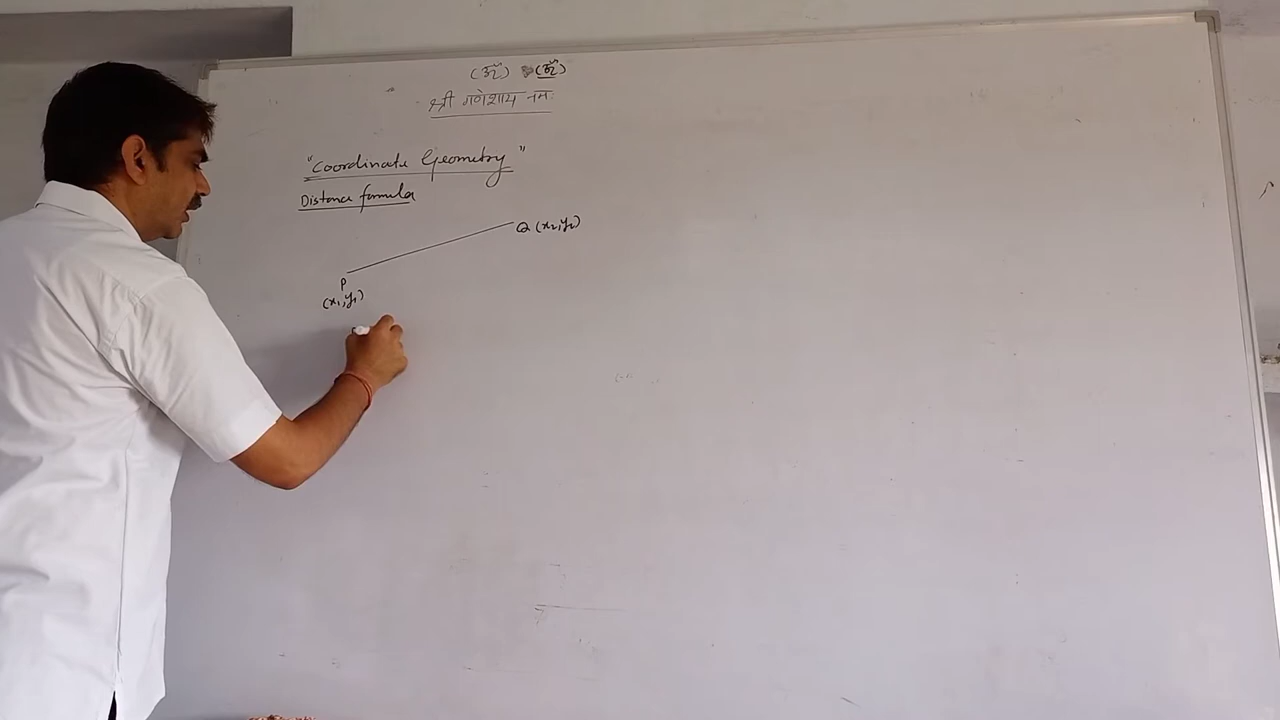 (ॐ) (ॐ)
श्री गणेशाय नमः
"Coordinate Geometry"
Distance formula
Q (x₂,y₂)
P
(x₁,y₁)